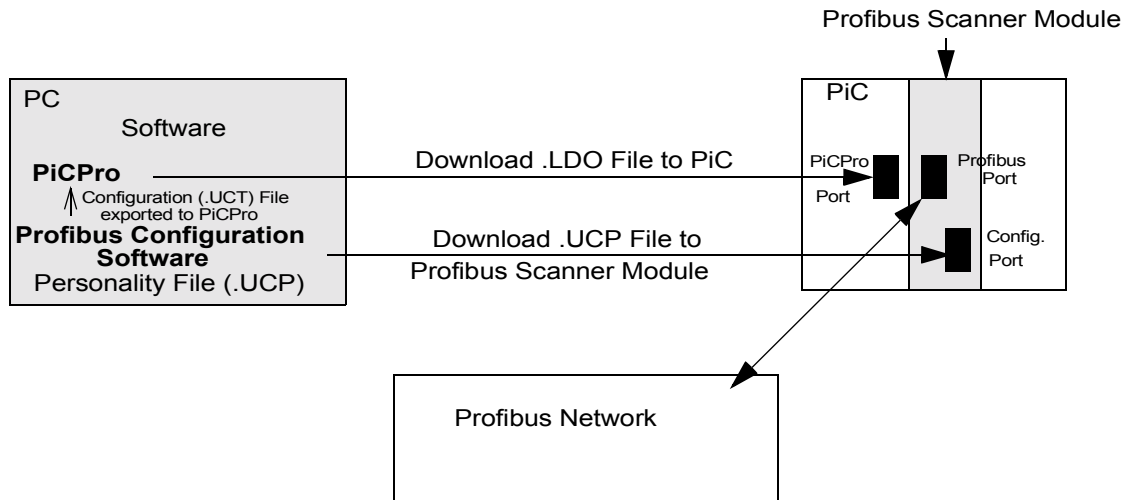 Profibus Scanner Module
PC
Software
PiCPro
Configuration (.UCT) File
exported to PiCPro
Profibus Configuration
Software
Personality File (.UCP)
Download .LDO File to PiC
Download .UCP File to
Profibus Scanner Module
PiC
PiCPro
Port
Profibus
Port
Config.
Port
Profibus Network